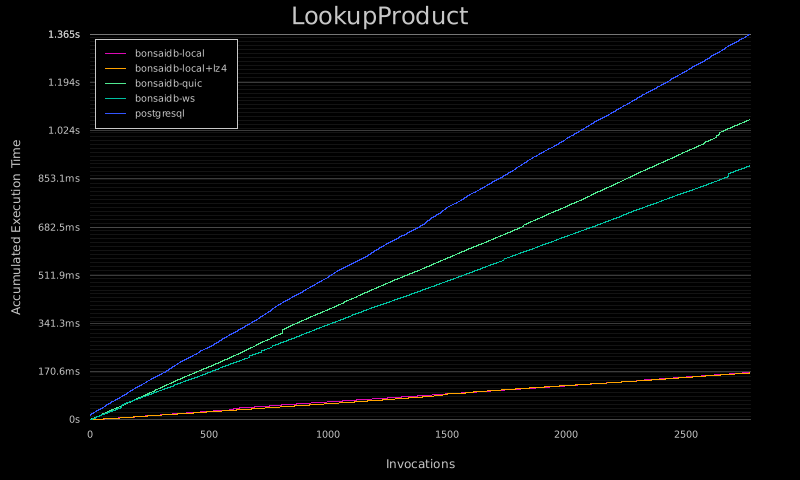 LookupProduct
1.365s
1.194s
1.024s
853.1ms
682.5ms
511.9ms
341.3ms
170.6ms
0s
Accumulated Execution Time
bonsaidb-local
bonsaidb-local+lz4
bonsaidb-quic
bonsaidb-ws
postgresql
0
500
1000
1500
2000
2500
Invocations